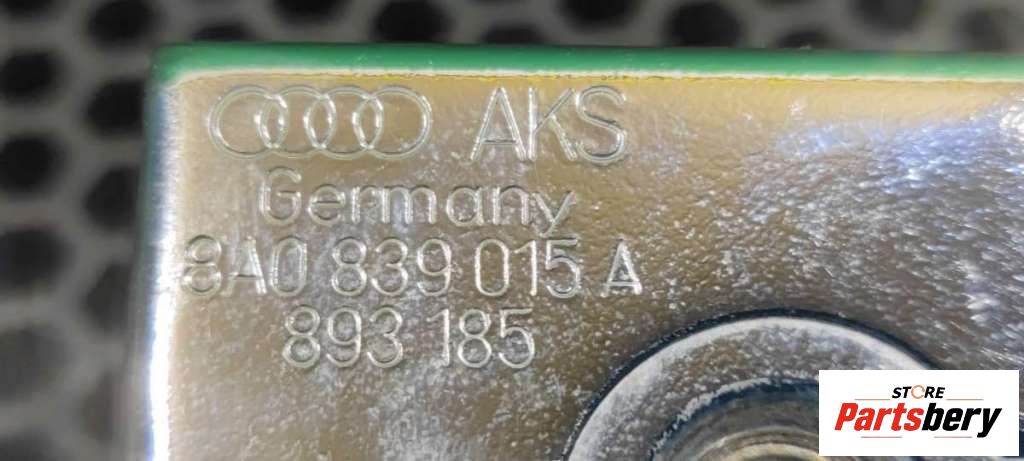 AKS
Germany
8A0 839 015 A
893 185
STORE
Partsbery